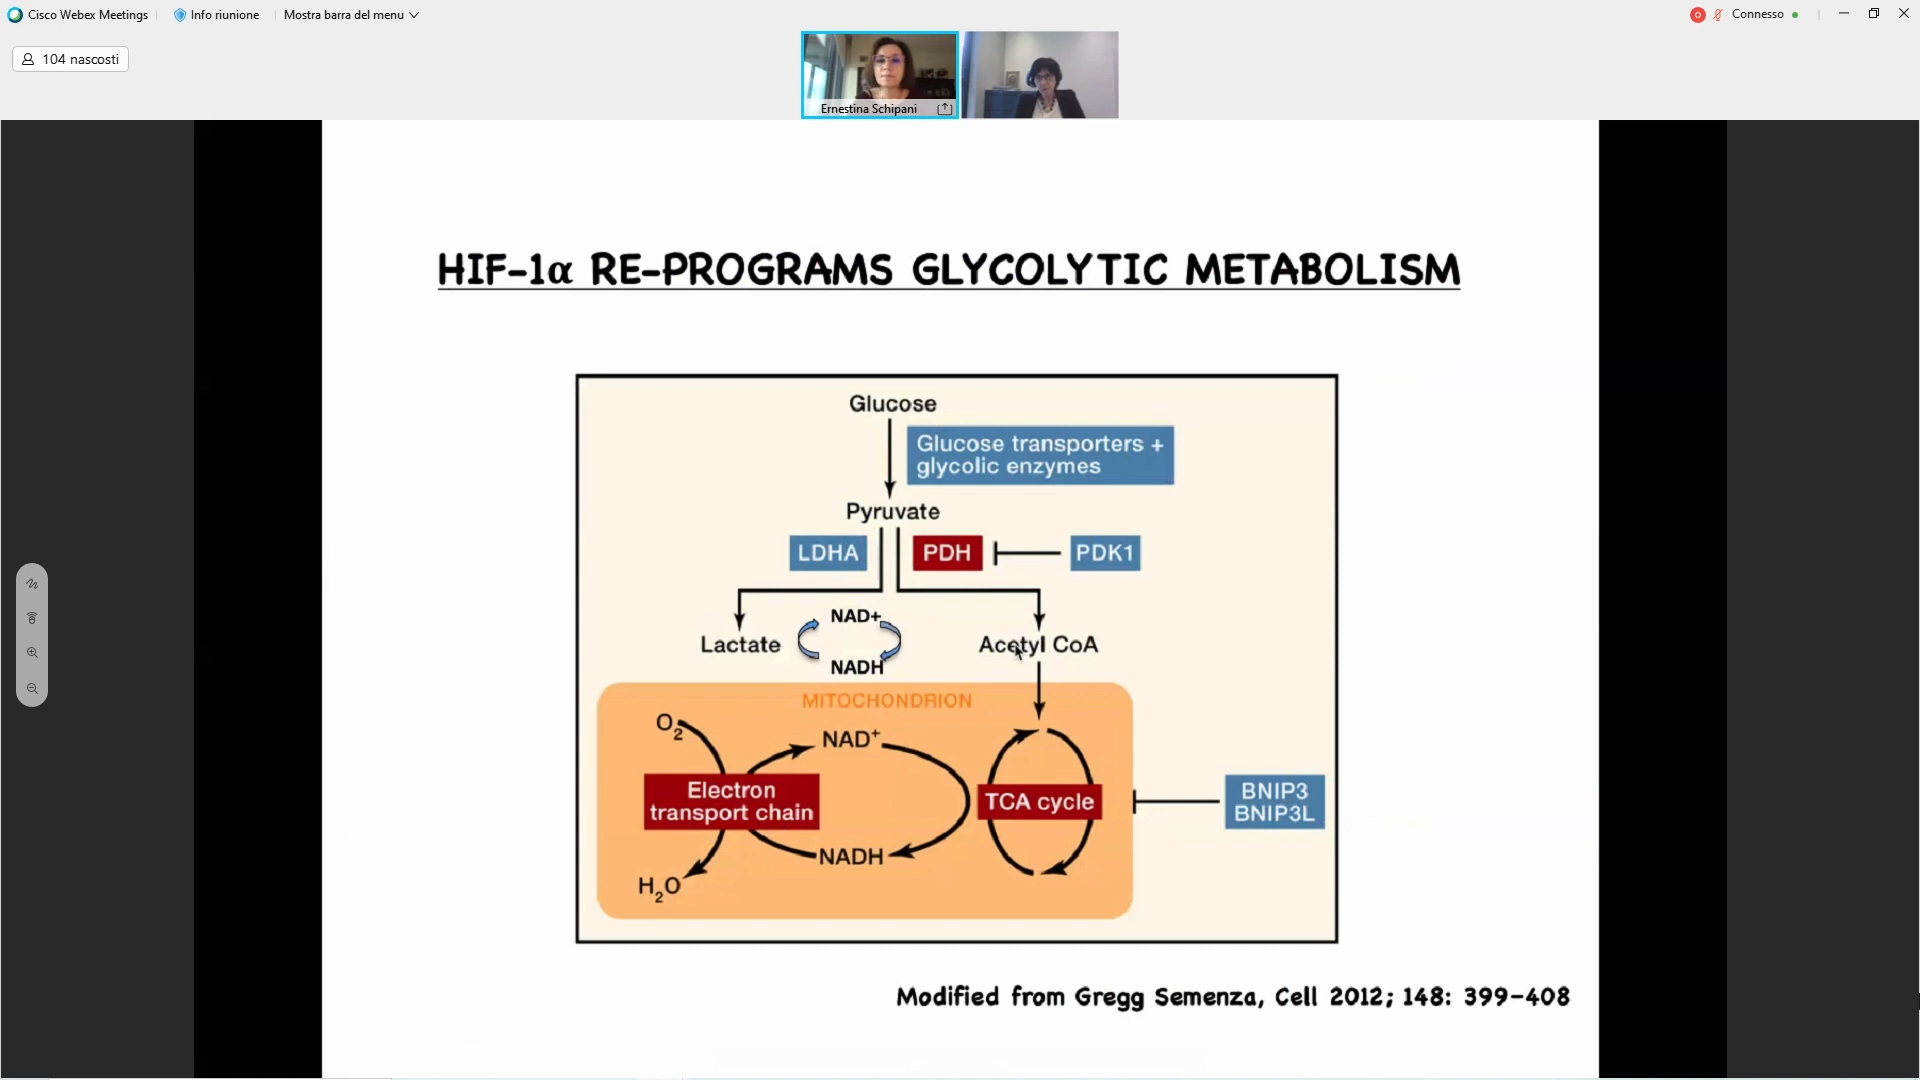 Cisco Webex Meetings
Info riunione
Mostra barra del menu
Connesso
104 nascosti
Ernestina Schipani
HIF-1α RE-PROGRAMS GLYCOLYTIC METABOLISM
Glucose
Glucose transporters +
glycolic enzymes
Pyruvate
LDHA
PDH
PDK1
NAD+
Lactate
Acetyl CoA
NADH
MITOCHONDRION
O₂
NAD⁺
Electron
transport chain
TCA cycle
BNIP3
BNIP3L
NADH
H₂O
Modified from Gregg Semenza, Cell 2012; 148: 399-408